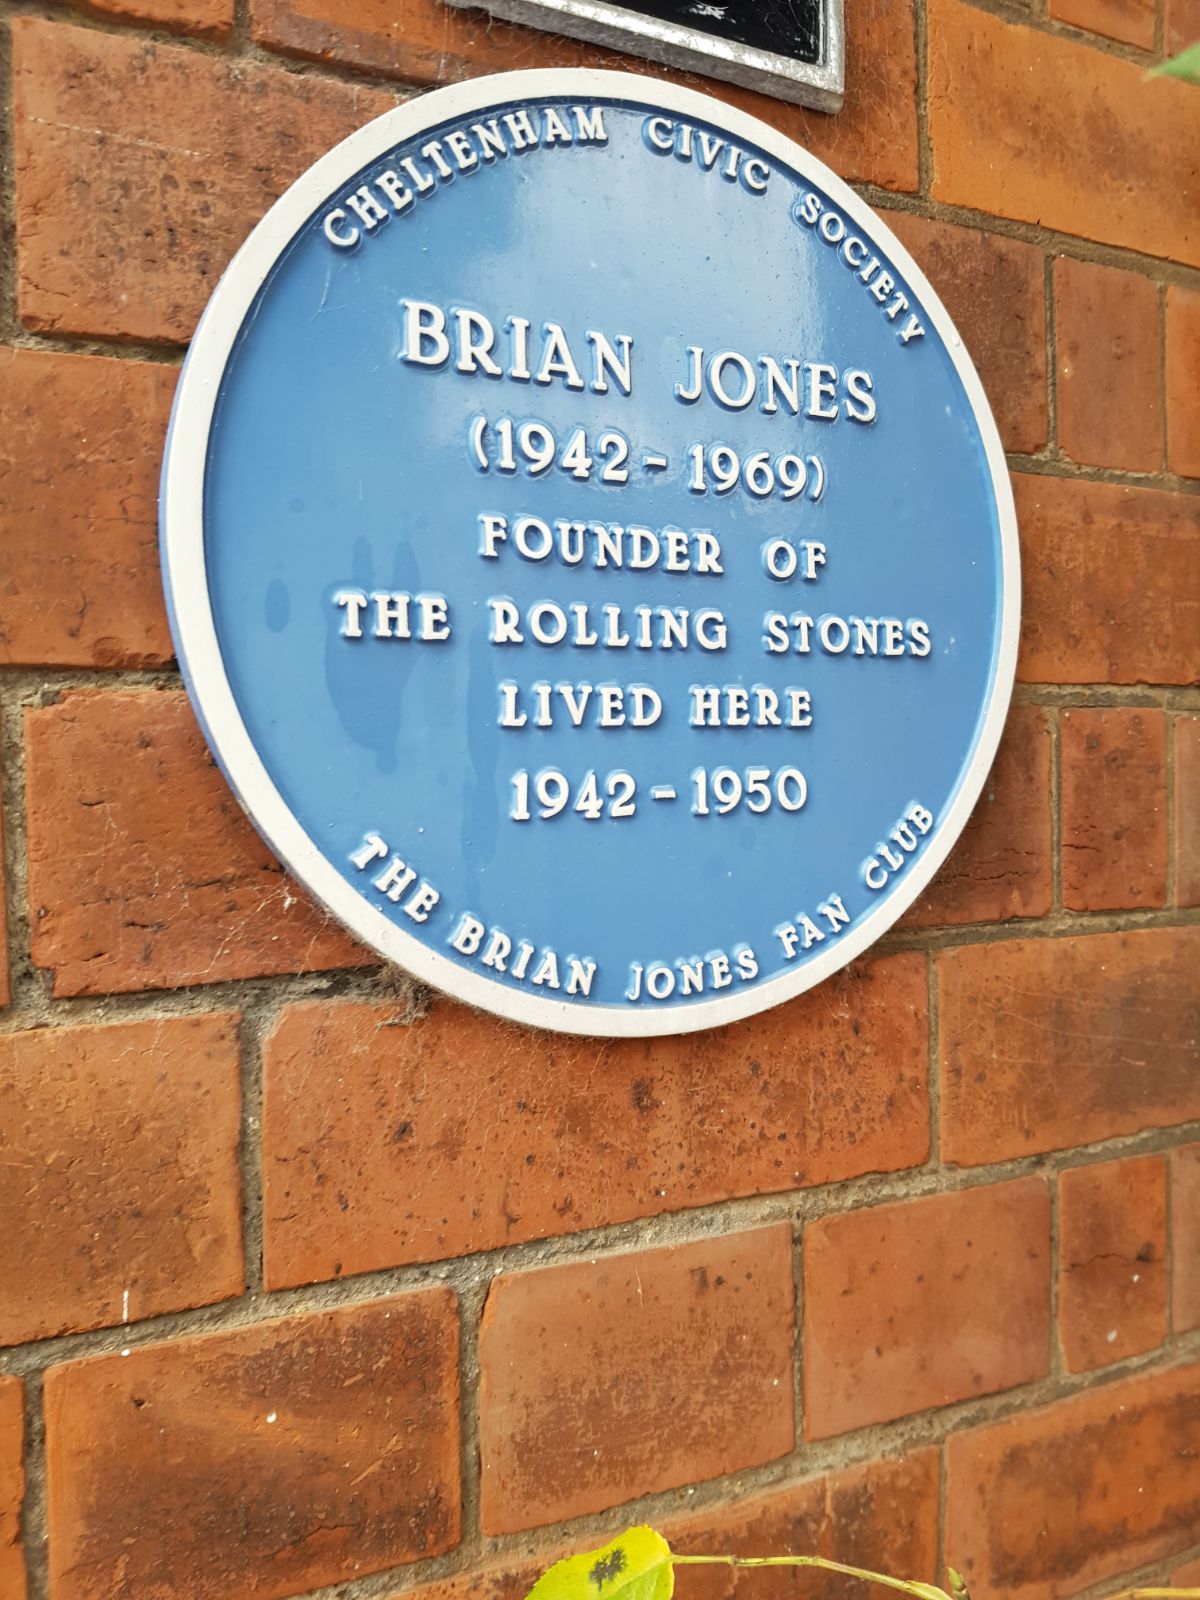 CHELTENHAM CIVIC SOCIETY
BRIAN JONES
(1942 - 1969)
FOUNDER OF
THE ROLLING STONES
LIVED HERE
1942 - 1950
THE BRIAN JONES FAN CLUB